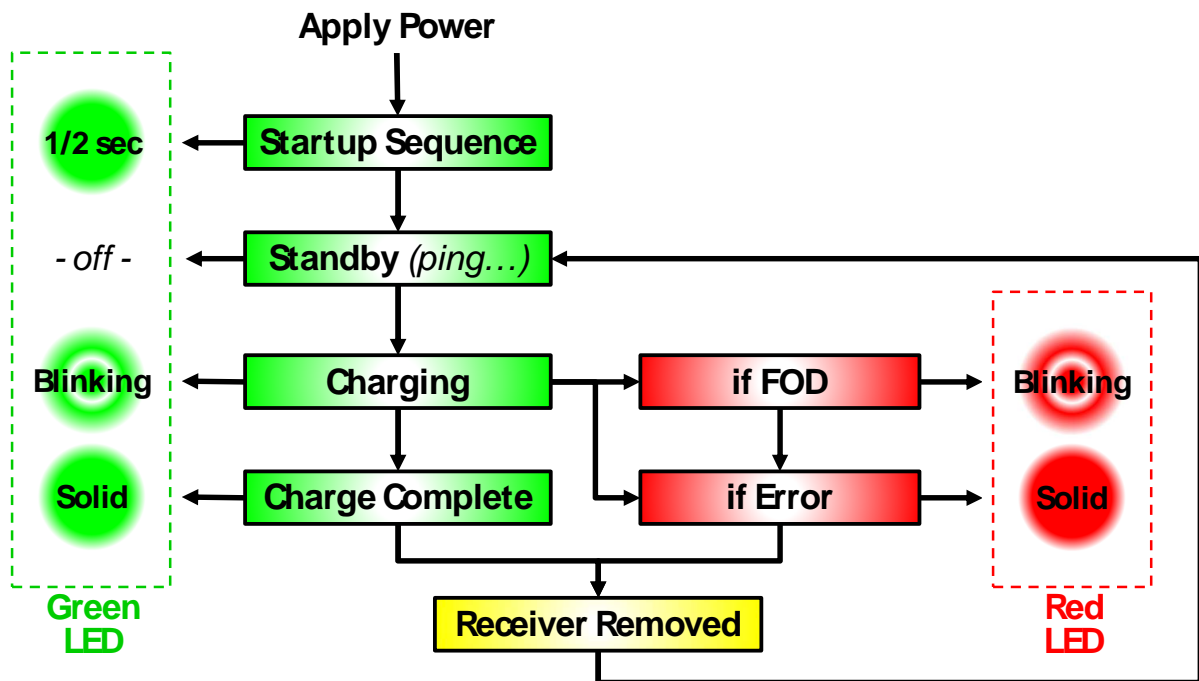 Apply Power
1/2 sec
Startup Sequence
- off -
Standby (ping...)
Blinking
Charging
if FOD
Blinking
Solid
Charge Complete
if Error
Solid
Green
LED
Receiver Removed
Red
LED